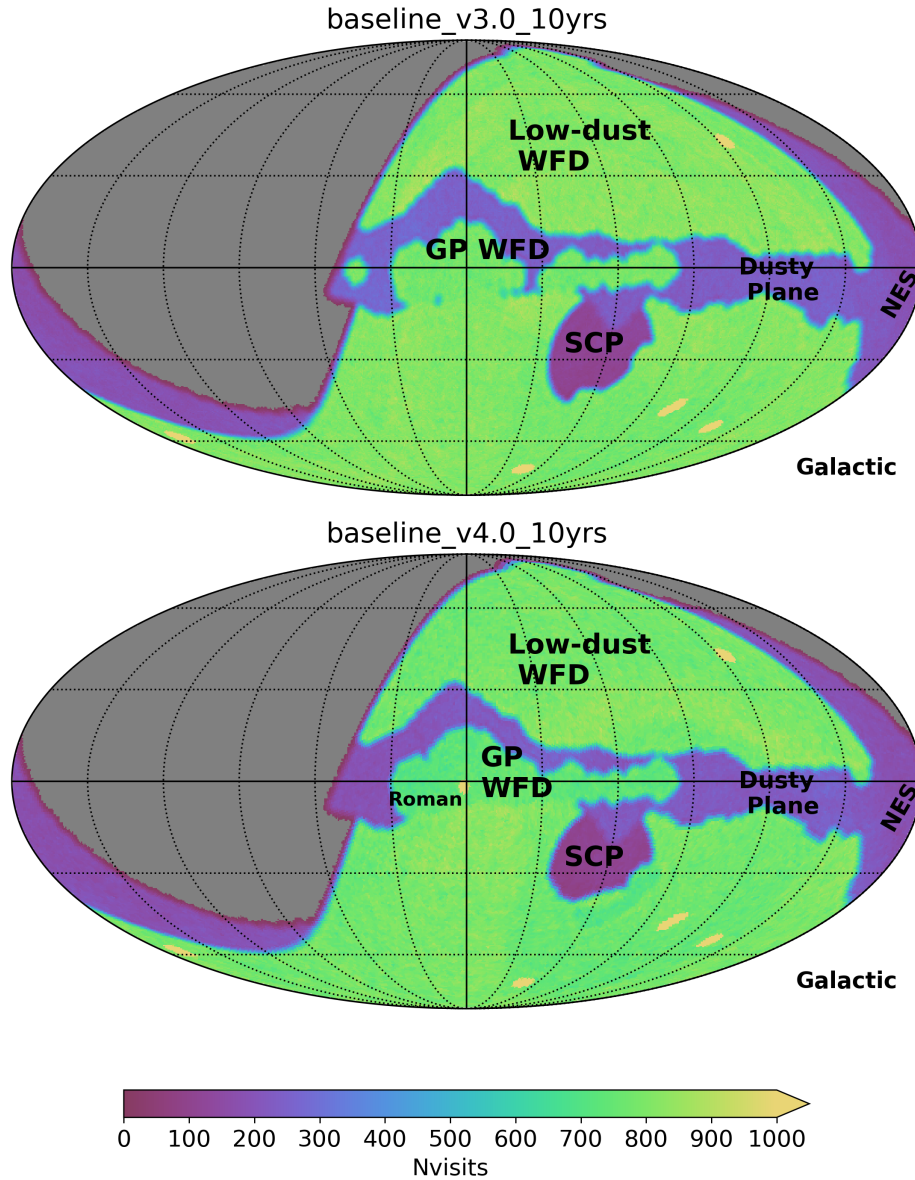 baseline_v3.0_10yrs
Low-dust
WFD
GP WFD
Dusty
Plane
NES
SCP
Galactic
baseline_v4.0_10yrs
Low-dust
WFD
GP
WFD
Roman
Dusty
Plane
NES
SCP
Galactic
0 100 200 300 400 500 600 700 800 900 1000
Nvisits